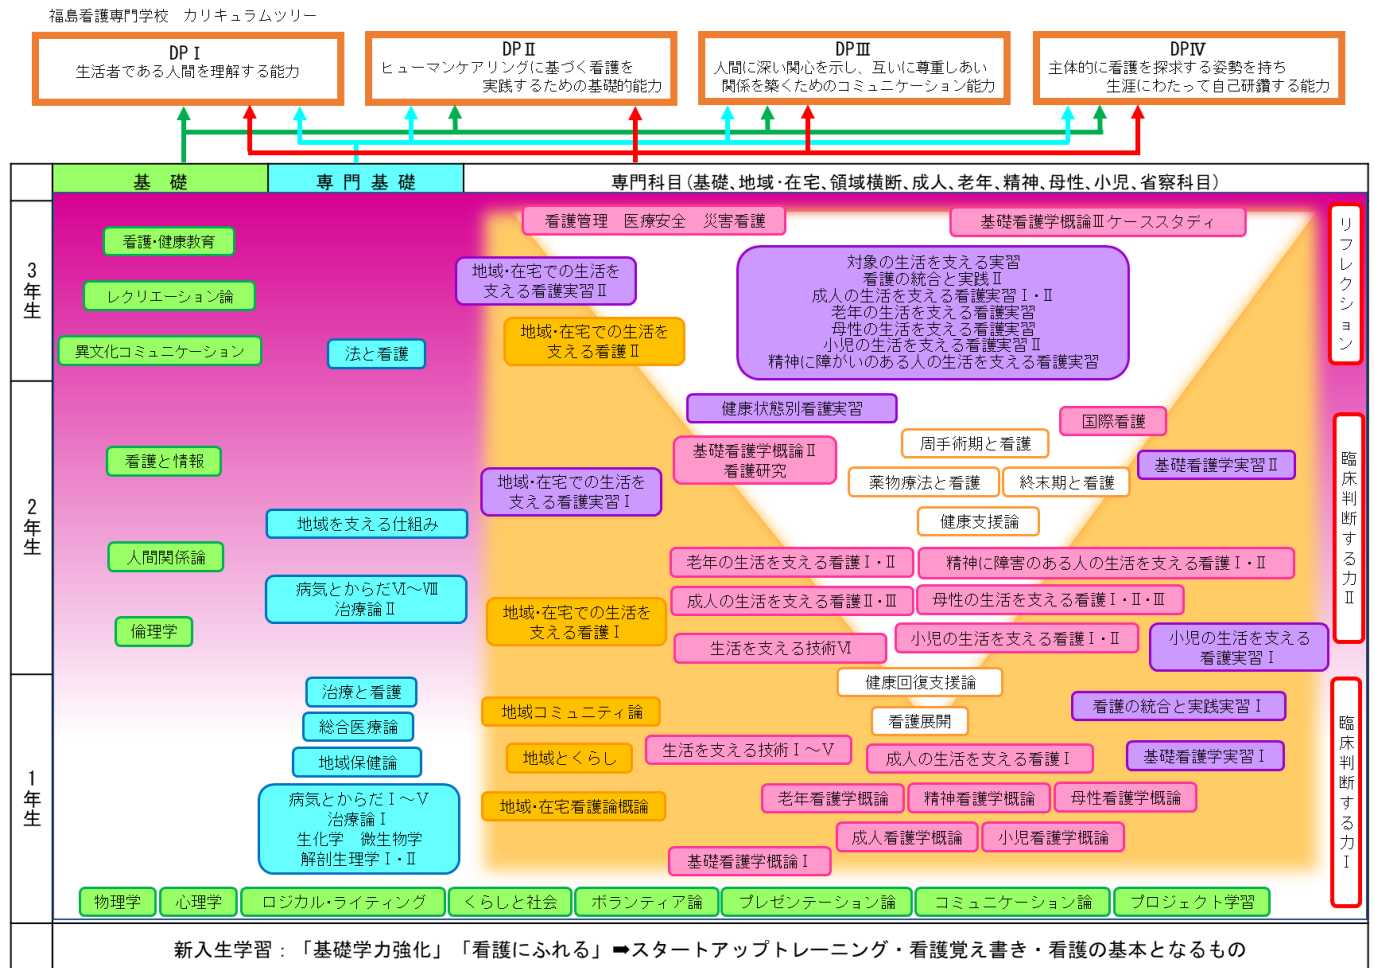 福島看護専門学校　カリキュラムツリー
DPⅠ
生活者である人間を理解する能力
DPⅡ
ヒューマンケアリングに基づく看護を
実践するための基礎的能力
DPⅢ
人間に深い関心を示し、互いに尊重しあい
関係を築くためのコミュニケーション能力
DPⅣ
主体的に看護を探求する姿勢を持ち
生涯にわたって自己研鑽する能力
基　礎
専 門 基 礎
専門科目(基礎、地域･在宅、領域横断、成人、老年、精神、母性、小児、省察科目)
3年生
看護･健康教育
レクリエーション論
異文化コミュニケーション
法と看護
看護管理　医療安全　災害看護
基礎看護学概論Ⅲケーススタディ
地域･在宅での生活を
支える看護実習Ⅱ
地域･在宅での生活を
支える看護Ⅱ
対象の生活を支える実習
看護の統合と実践Ⅱ
成人の生活を支える看護実習Ⅰ・Ⅱ
老年の生活を支える看護実習
母性の生活を支える看護実習
小児の生活を支える看護実習Ⅱ
精神に障がいのある人の生活を支える看護実習
リフレクション
2年生
看護と情報
人間関係論
倫理学
地域を支える仕組み
病気とからだⅥ～Ⅷ
治療論Ⅱ
健康状態別看護実習
国際看護
基礎看護学概論Ⅱ
看護研究
周手術期と看護
基礎看護学実習Ⅱ
地域･在宅での生活を
支える看護実習Ⅰ
薬物療法と看護
終末期と看護
健康支援論
老年の生活を支える看護Ⅰ・Ⅱ
精神に障害のある人の生活を支える看護Ⅰ・Ⅱ
成人の生活を支える看護Ⅱ・Ⅲ
母性の生活を支える看護Ⅰ・Ⅱ・Ⅲ
地域･在宅での生活を
支える看護Ⅰ
生活を支える技術Ⅵ
小児の生活を支える看護Ⅰ・Ⅱ
小児の生活を支える
看護実習Ⅰ
臨床判断する力Ⅱ
1年生
治療と看護
総合医療論
地域保健論
病気とからだⅠ～Ⅴ
治療論Ⅰ
生化学　微生物学
解剖生理学Ⅰ・Ⅱ
健康回復支援論
地域コミュニティ論
看護展開
看護の統合と実践実習Ⅰ
地域とくらし
生活を支える技術Ⅰ～Ⅴ
成人の生活を支える看護Ⅰ
基礎看護学実習Ⅰ
地域･在宅看護論概論
老年看護学概論
精神看護学概論
母性看護学概論
成人看護学概論
小児看護学概論
基礎看護学概論Ⅰ
臨床判断する力Ⅰ
物理学
心理学
ロジカル・ライティング
くらしと社会
ボランティア論
プレゼンテーション論
コミュニケーション論
プロジェクト学習
新入生学習：「基礎学力強化」「看護にふれる」➡スタートアップトレーニング・看護覚え書き・看護の基本となるもの